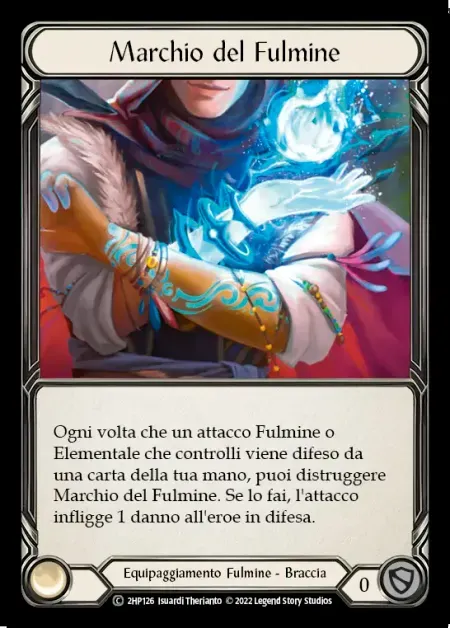 Marchio del Fulmine
Ogni volta che un attacco Fulmine o
Elementale che controlli viene difeso da
una carta della tua mano, puoi distruggere
Marchio del Fulmine. Se lo fai, l'attacco
infligge 1 danno all'eroe in difesa.
Equipaggiamento Fulmine - Braccia
0
C 2HP126 Isuardi Therianto © 2022 Legend Story Studios